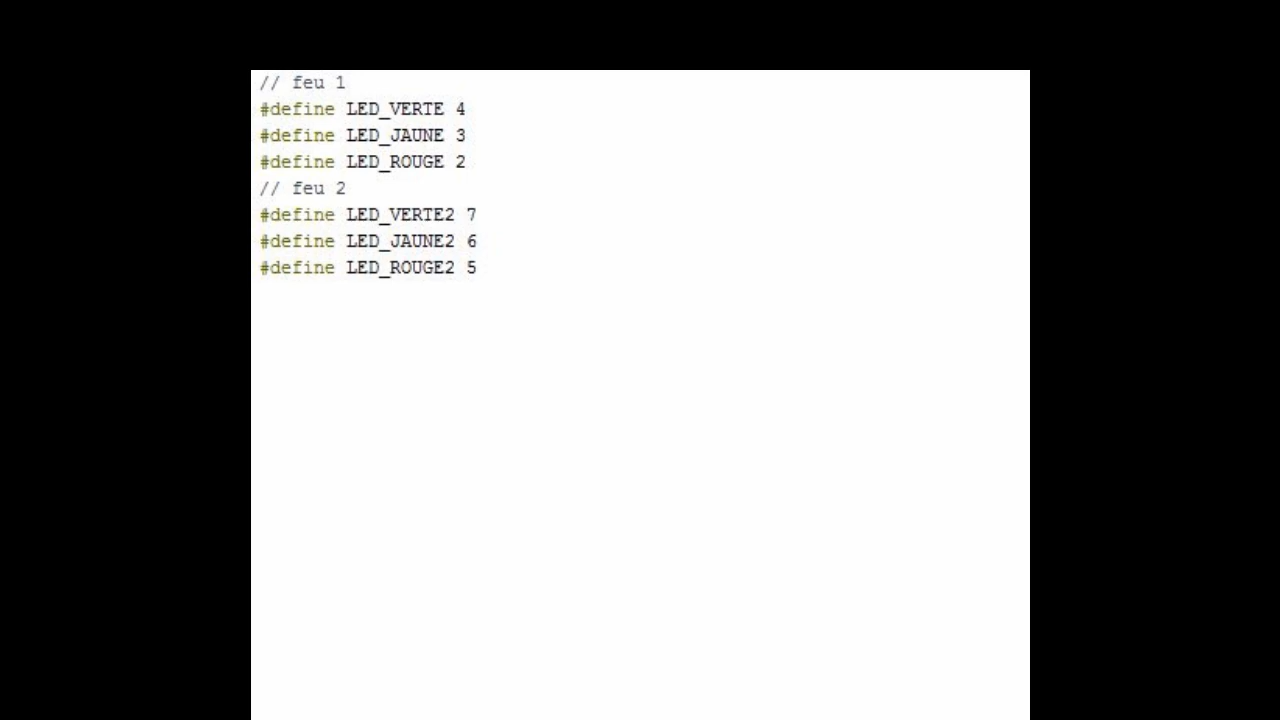 // feu 1
#define LED_VERTE 4
#define LED_JAUNE 3
#define LED_ROUGE 2
// feu 2
#define LED_VERTE2 7
#define LED_JAUNE2 6
#define LED_ROUGE2 5